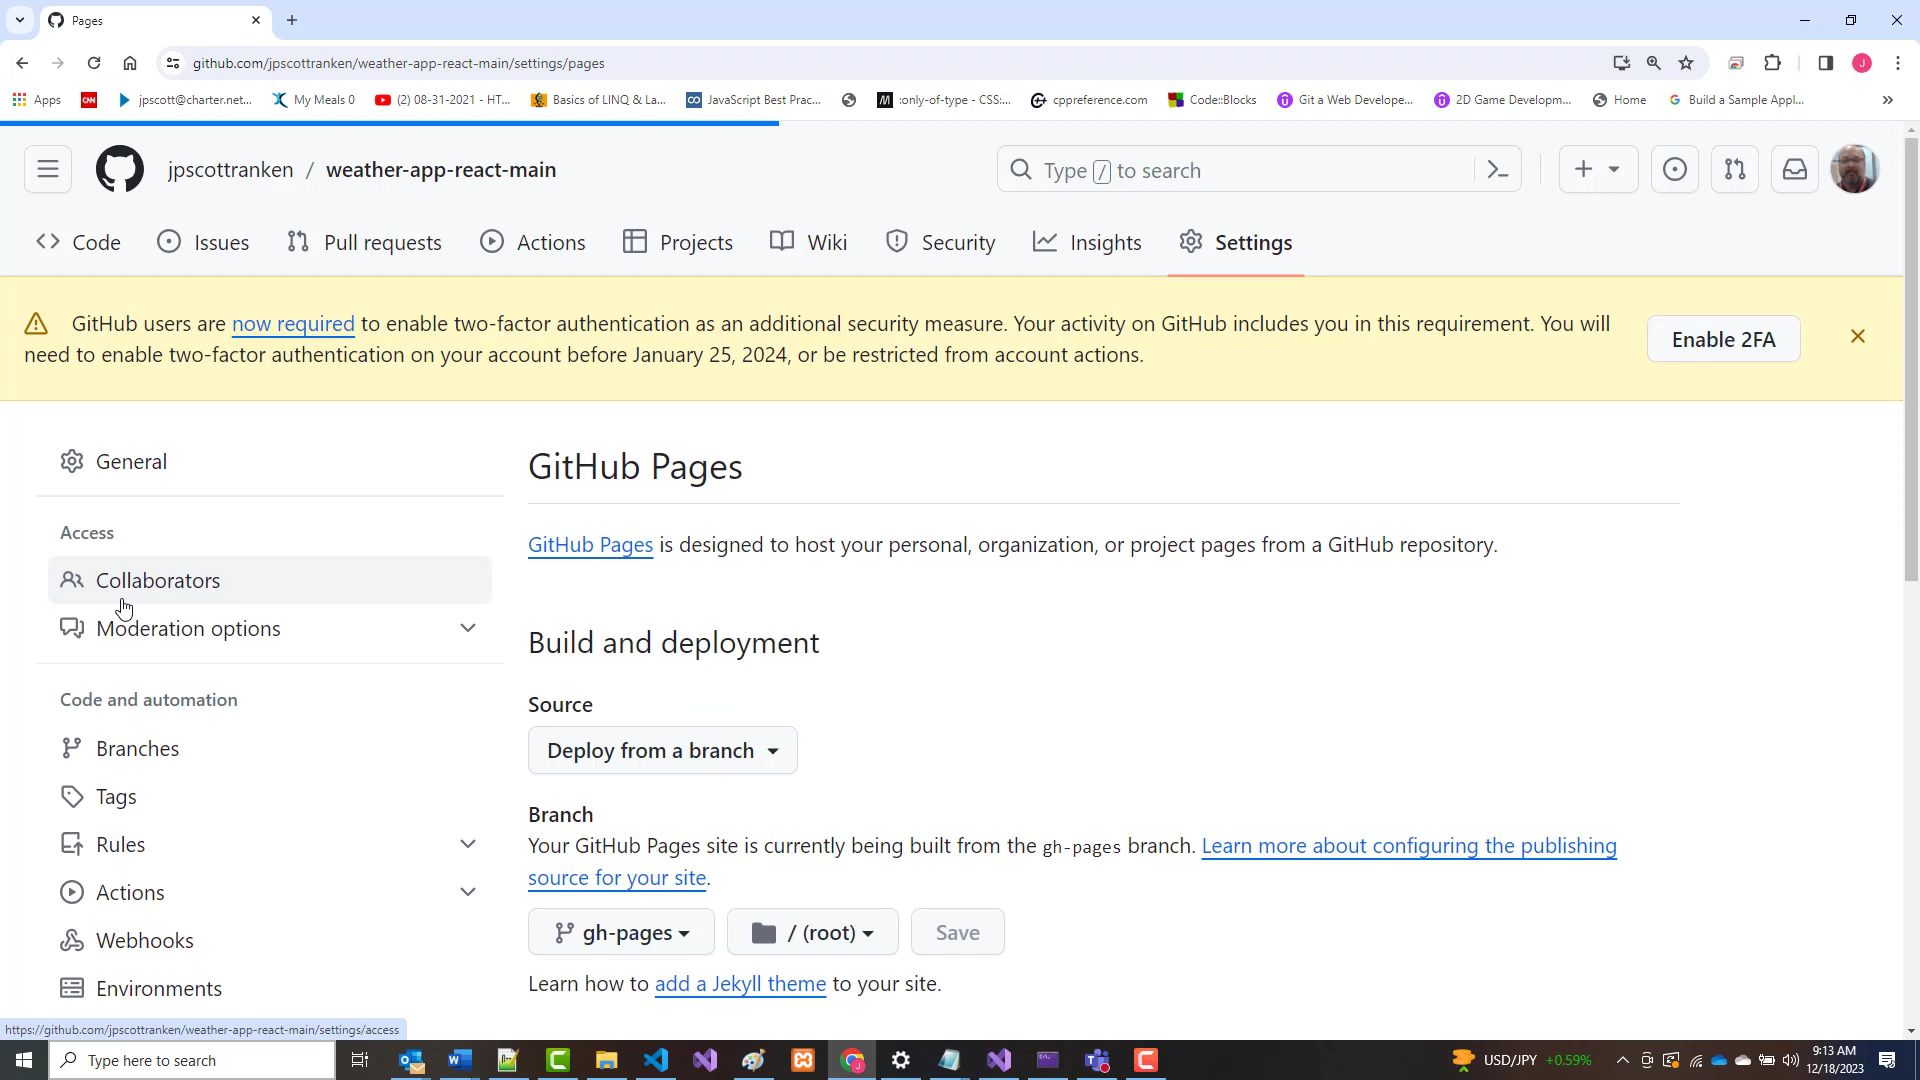 Pages
github.com/jpscottranken/weather-app-react-main/settings/pages
Apps
CNN
jpscott@charter.net...
My Meals 0
(2) 08-31-2021 - HT...
Basics of LINQ & La...
JavaScript Best Prac...
:only-of-type - CSS:...
cppreference.com
Code::Blocks
Git a Web Develope...
2D Game Developm...
Home
Build a Sample Appl...
jpscottranken / weather-app-react-main
Type / to search
Code
Issues
Pull requests
Actions
Projects
Wiki
Security
Insights
Settings
GitHub users are now required to enable two-factor authentication as an additional security measure. Your activity on GitHub includes you in this requirement. You will
need to enable two-factor authentication on your account before January 25, 2024, or be restricted from account actions.
Enable 2FA
General
Access
Collaborators
Moderation options
Code and automation
Branches
Tags
Rules
Actions
Webhooks
Environments
GitHub Pages
GitHub Pages is designed to host your personal, organization, or project pages from a GitHub repository.
Build and deployment
Source
Deploy from a branch
Branch
Your GitHub Pages site is currently being built from the gh-pages branch. Learn more about configuring the publishing
source for your site.
gh-pages
/ (root)
Save
Learn how to add a Jekyll theme to your site.
https://github.com/jpscottranken/weather-app-react-main/settings/access
Type here to search
USD/JPY +0.59%
9:13 AM
12/18/2023